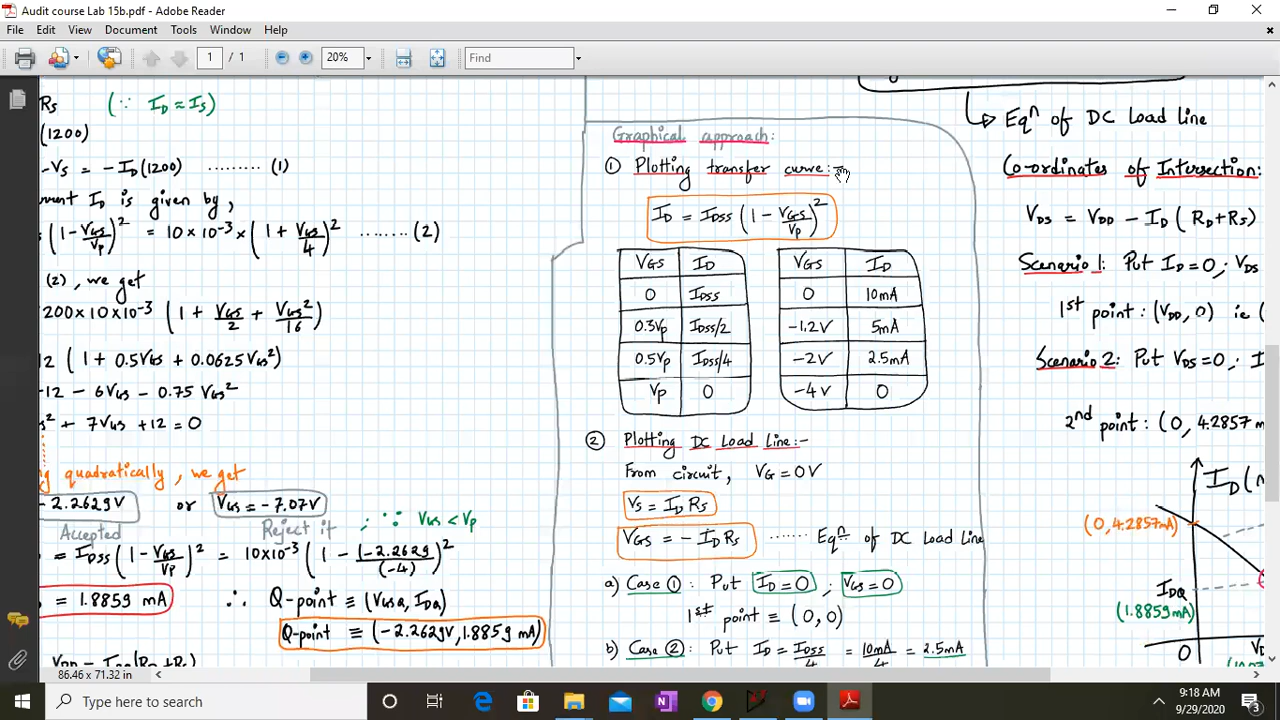 Audit course Lab 15b.pdf - Adobe Reader
File Edit View Document Tools Window Help
1 / 1 20% Find
Rs (∵ ID ≈ IS)
(1200)
-VS = -ID(1200) ......... (1)
ID is given by,
(1 - VGS/VP)² = 10×10⁻³ × (1 + VGS/4)² ........ (2)
(2), we get
200×10×10⁻³ (1 + VGS/2 + VGS²/16)
12 (1 + 0.5VGS + 0.0625VGS²)
-12 - 6VGS - 0.75 VGS²
+ 7VGS + 12 = 0
quadratically, we get
-2.2629V or VGS = -7.07V
Accepted Reject it ; ∵ VGS < VP
= IDSS (1 - VGS/VP)² = 10×10⁻³ (1 - (-2.2629)/(-4))²
= 1.8859 mA ∴ Q-point ≡ (VGSQ, IDQ)
Q-point ≡ (-2.2629V, 1.8859 mA)
Graphical approach:
① Plotting transfer curve:-
ID = IDSS (1 - VGS/VP)²
VGS ID
0 IDSS
0.3VP IDSS/2
0.5VP IDSS/4
VP 0
VGS ID
0 10mA
-1.2V 5mA
-2V 2.5mA
-4V 0
② Plotting DC Load Line:-
From circuit, VG = 0V
VS = ID RS
VGS = - ID RS ...... Eqⁿ of DC Load Line
a) Case ①: Put ID = 0 ; VGS = 0
1st point ≡ (0, 0)
b) Case ②: Put ID = IDSS/4 = 10mA/4 = 2.5mA
Eqⁿ of DC Load Line
Co-ordinates of Intersection:
VDS = VDD - ID (RD + RS)
Scenario 1: Put ID = 0, VDS
1st point: (VDD, 0) ie (
Scenario 2: Put VDS = 0; I
2nd point: (0, 4.2857 m
ID (
(0, 4.2857mA)
IDQ
(1.8859mA)
0
86.46 x 71.32 in
Type here to search
9:18 AM
9/29/2020
3